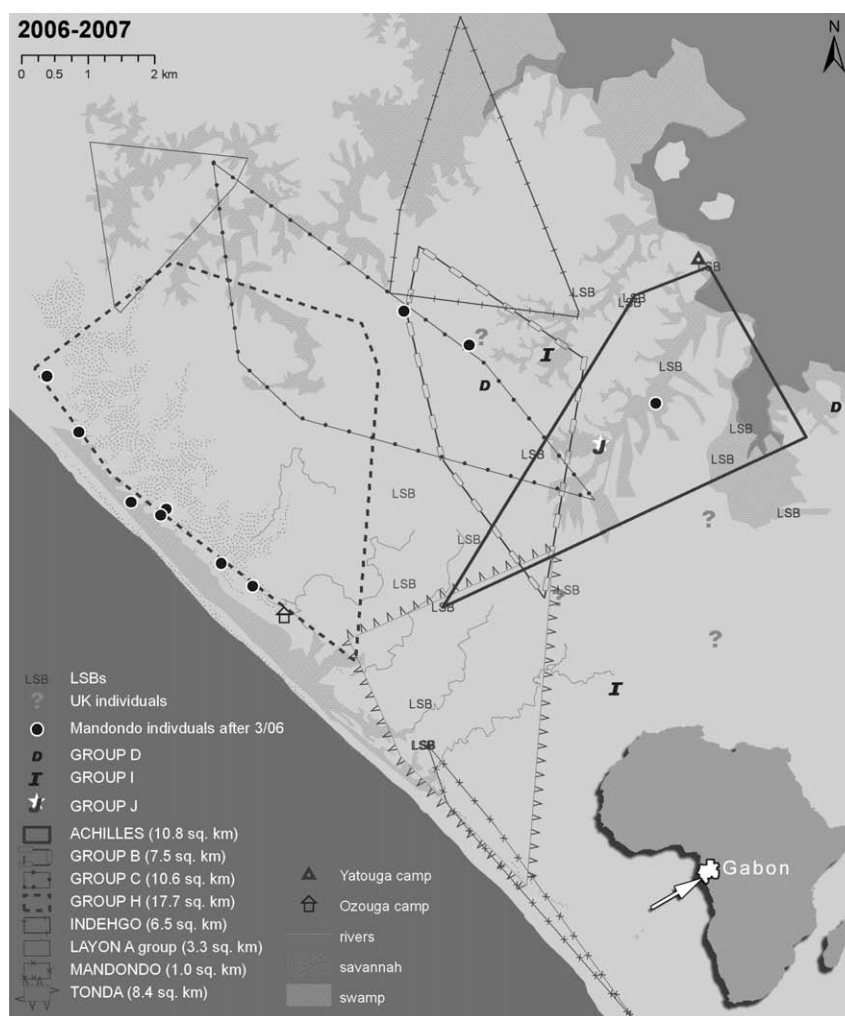 2006-2007
0 0.5 1 2 km
N
LSB
LSB
LSB
LSB
?
I
LSB
D
D
LSB
J
LSB
LSB
LSB
LSB
?
LSB
LSB
LSB
LSB
?
LSB
?
I
LSB
LSB
LSB LSBs
? UK individuals
Mandondo indivduals after 3/06
D GROUP D
I GROUP I
J GROUP J
ACHILLES (10.8 sq. km)
GROUP B (7.5 sq. km)
GROUP C (10.6 sq. km)
GROUP H (17.7 sq. km)
INDEHGO (6.5 sq. km)
LAYON A group (3.3 sq. km)
MANDONDO (1.0 sq. km)
TONDA (8.4 sq. km)
Yatouga camp
Ozouga camp
rivers
savannah
swamp
Gabon